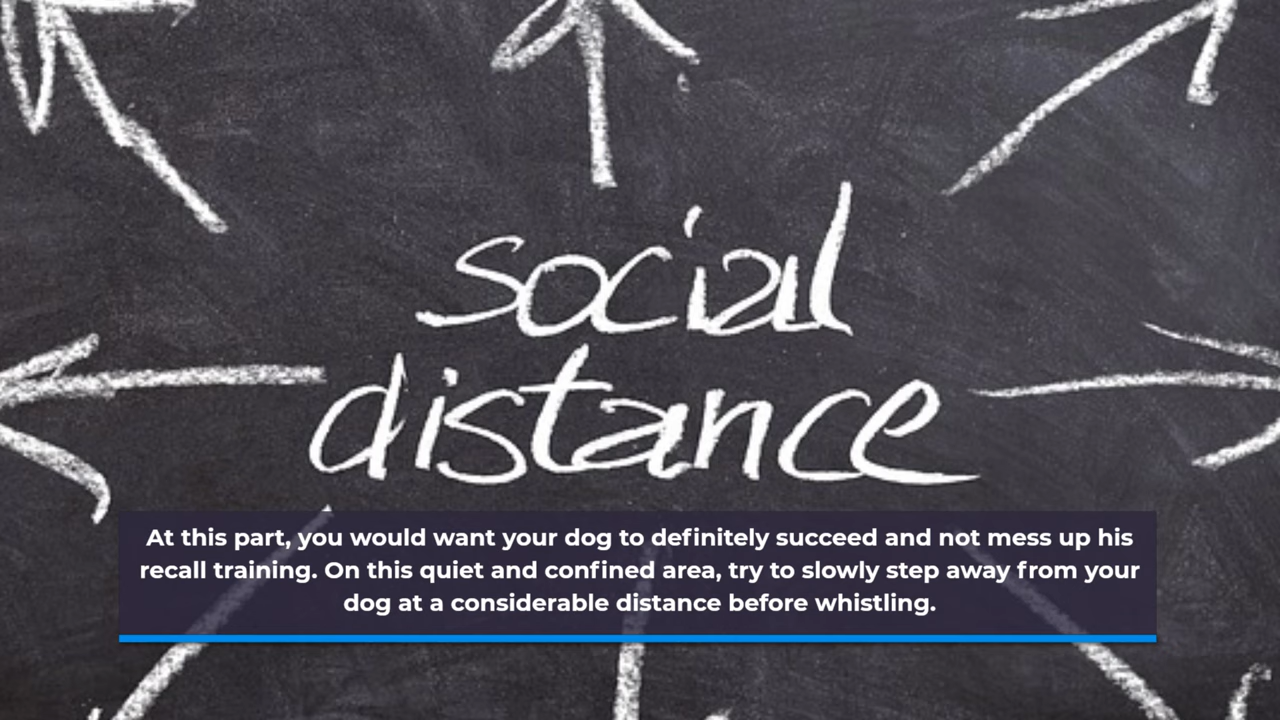 social
distance
At this part, you would want your dog to definitely succeed and not mess up his
recall training. On this quiet and confined area, try to slowly step away from your
dog at a considerable distance before whistling.